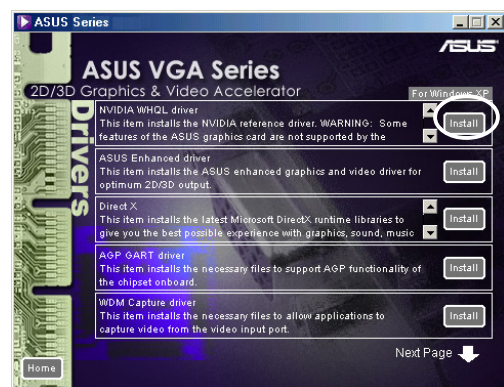 ASUS Series
ASUS
ASUS VGA Series
2D/3D Graphics & Video Accelerator
For Windows XP
Drivers
NVIDIA WHQL driver
This item installs the NVIDIA reference driver. WARNING: Some
features of the ASUS graphics card are not supported by the
Install
ASUS Enhanced driver
This item installs the ASUS enhanced graphics and video driver for
optimum 2D/3D output.
Install
Direct X
This item installs the latest Microsoft DirectX runtime libraries to
give you the best possible experience with graphics, sound, music
Install
AGP GART driver
This item installs the necessary files to support AGP functionality of
the chipset onboard.
Install
WDM Capture driver
This item installs the necessary files to allow applications to
capture video from the video input port.
Install
Next Page
Home